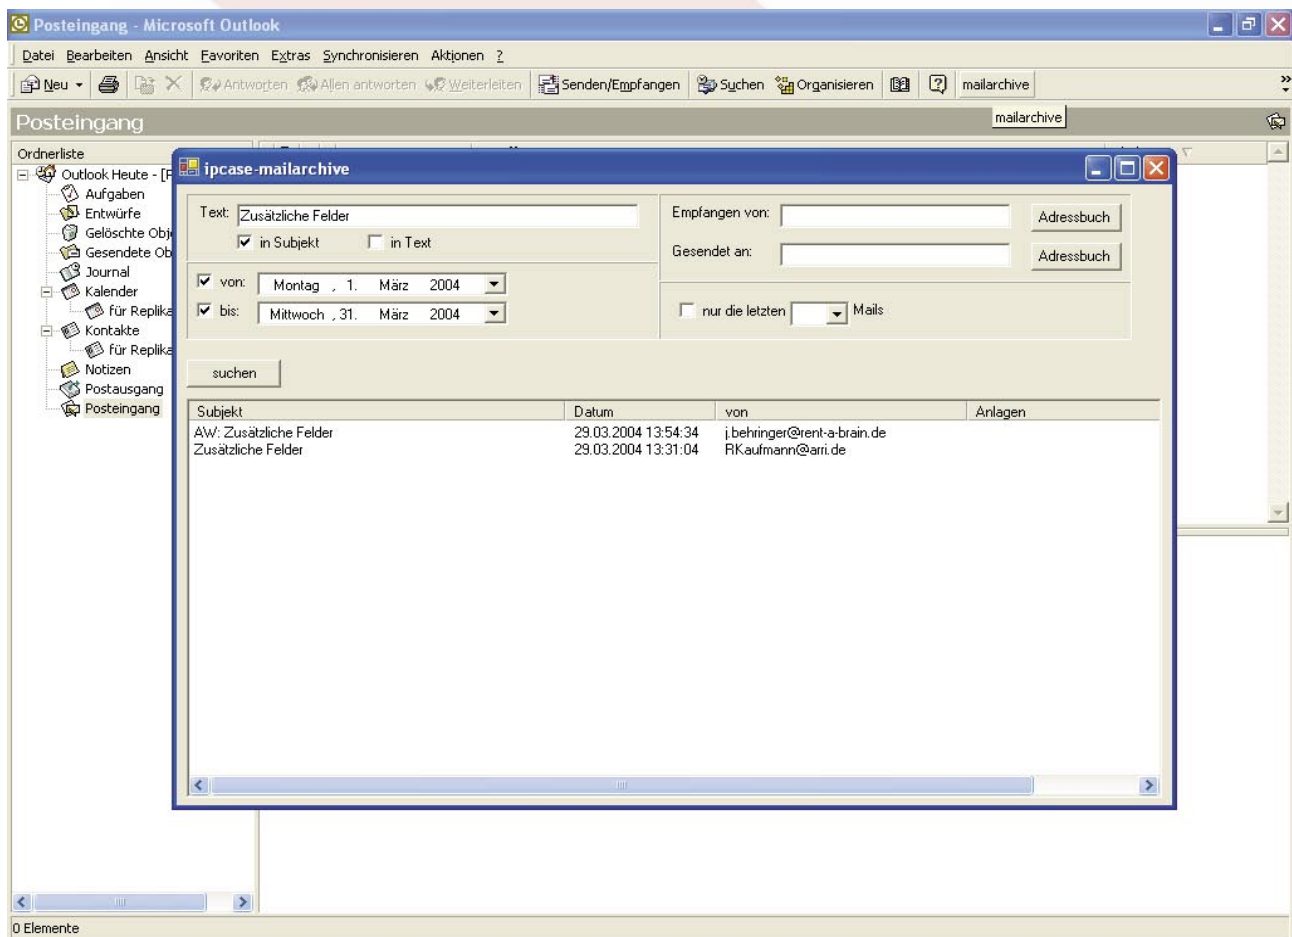 Posteingang - Microsoft Outlook
Datei Bearbeiten Ansicht Favoriten Extras Synchronisieren Aktionen ?
Neu Antworten Allen antworten Weiterleiten Senden/Empfangen Suchen Organisieren mailarchive
Posteingang mailarchive
Ordnerliste
Outlook Heute - [P
Aufgaben
Entwürfe
Gelöschte Obj
Gesendete Ob
Journal
Kalender
für Replika
Kontakte
für Replika
Notizen
Postausgang
Posteingang
ipcase-mailarchive
Text: Zusätzliche Felder
in Subjekt in Text
von: Montag , 1. März 2004
bis: Mittwoch , 31. März 2004
Empfangen von: Adressbuch
Gesendet an: Adressbuch
nur die letzten Mails
suchen
Subjekt Datum von Anlagen
AW: Zusätzliche Felder 29.03.2004 13:54:34 j.behringer@rent-a-brain.de
Zusätzliche Felder 29.03.2004 13:31:04 RKaufmann@arri.de
0 Elemente